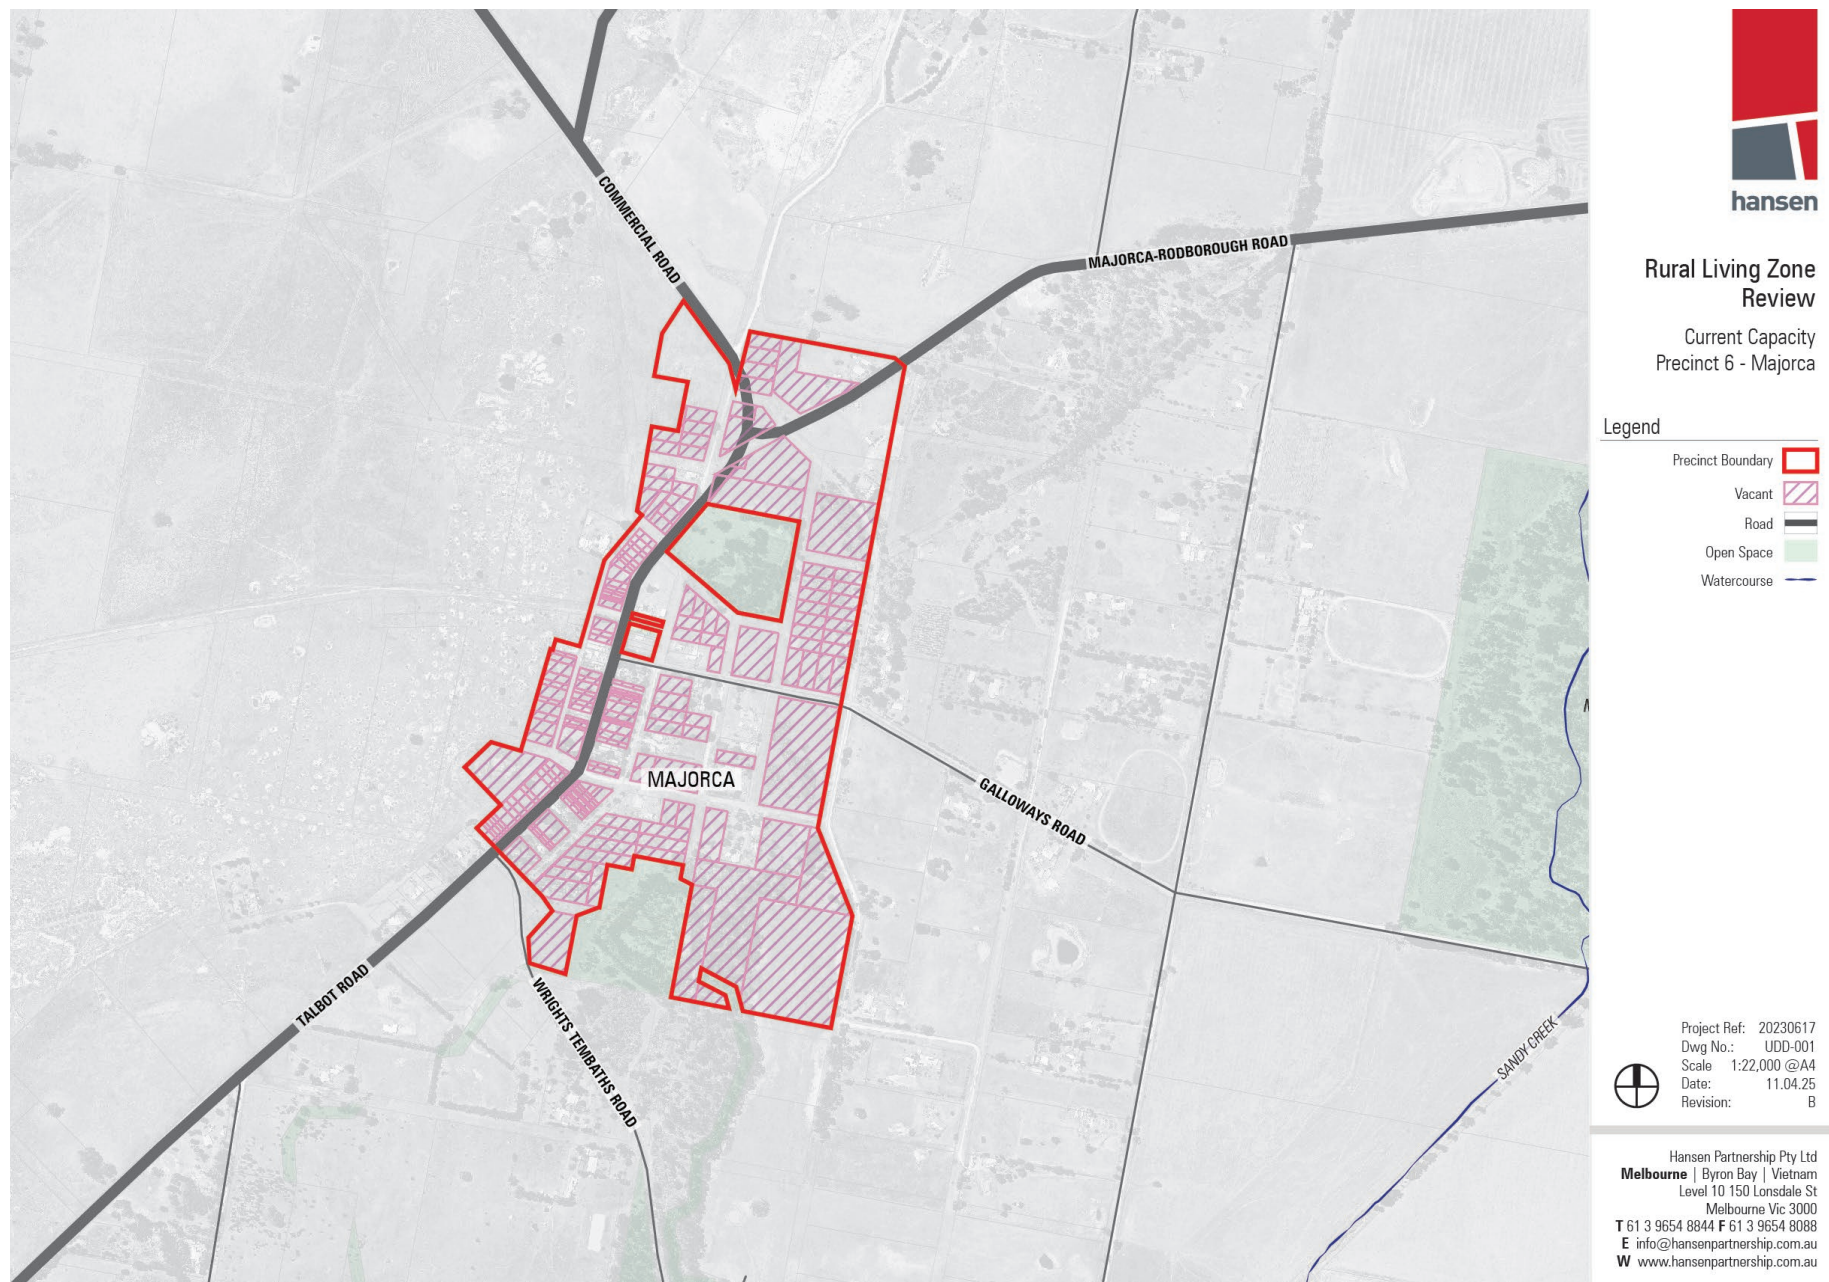 COMMERCIAL ROAD
MAJORCA-RODBOROUGH ROAD
MAJORCA
GALLOWAYS ROAD
TALBOT ROAD
WRIGHTS TEMBATHS ROAD
SANDY CREEK
hansen
Rural Living Zone
Review
Current Capacity
Precinct 6 - Majorca
Legend
Precinct Boundary
Vacant
Road
Open Space
Watercourse
Project Ref: 20230617
Dwg No.: UDD-001
Scale 1:22,000 @A4
Date: 11.04.25
Revision: B
Hansen Partnership Pty Ltd
Melbourne | Byron Bay | Vietnam
Level 10 150 Lonsdale St
Melbourne Vic 3000
T 61 3 9654 8844 F 61 3 9654 8088
E info@hansenpartnership.com.au
W www.hansenpartnership.com.au